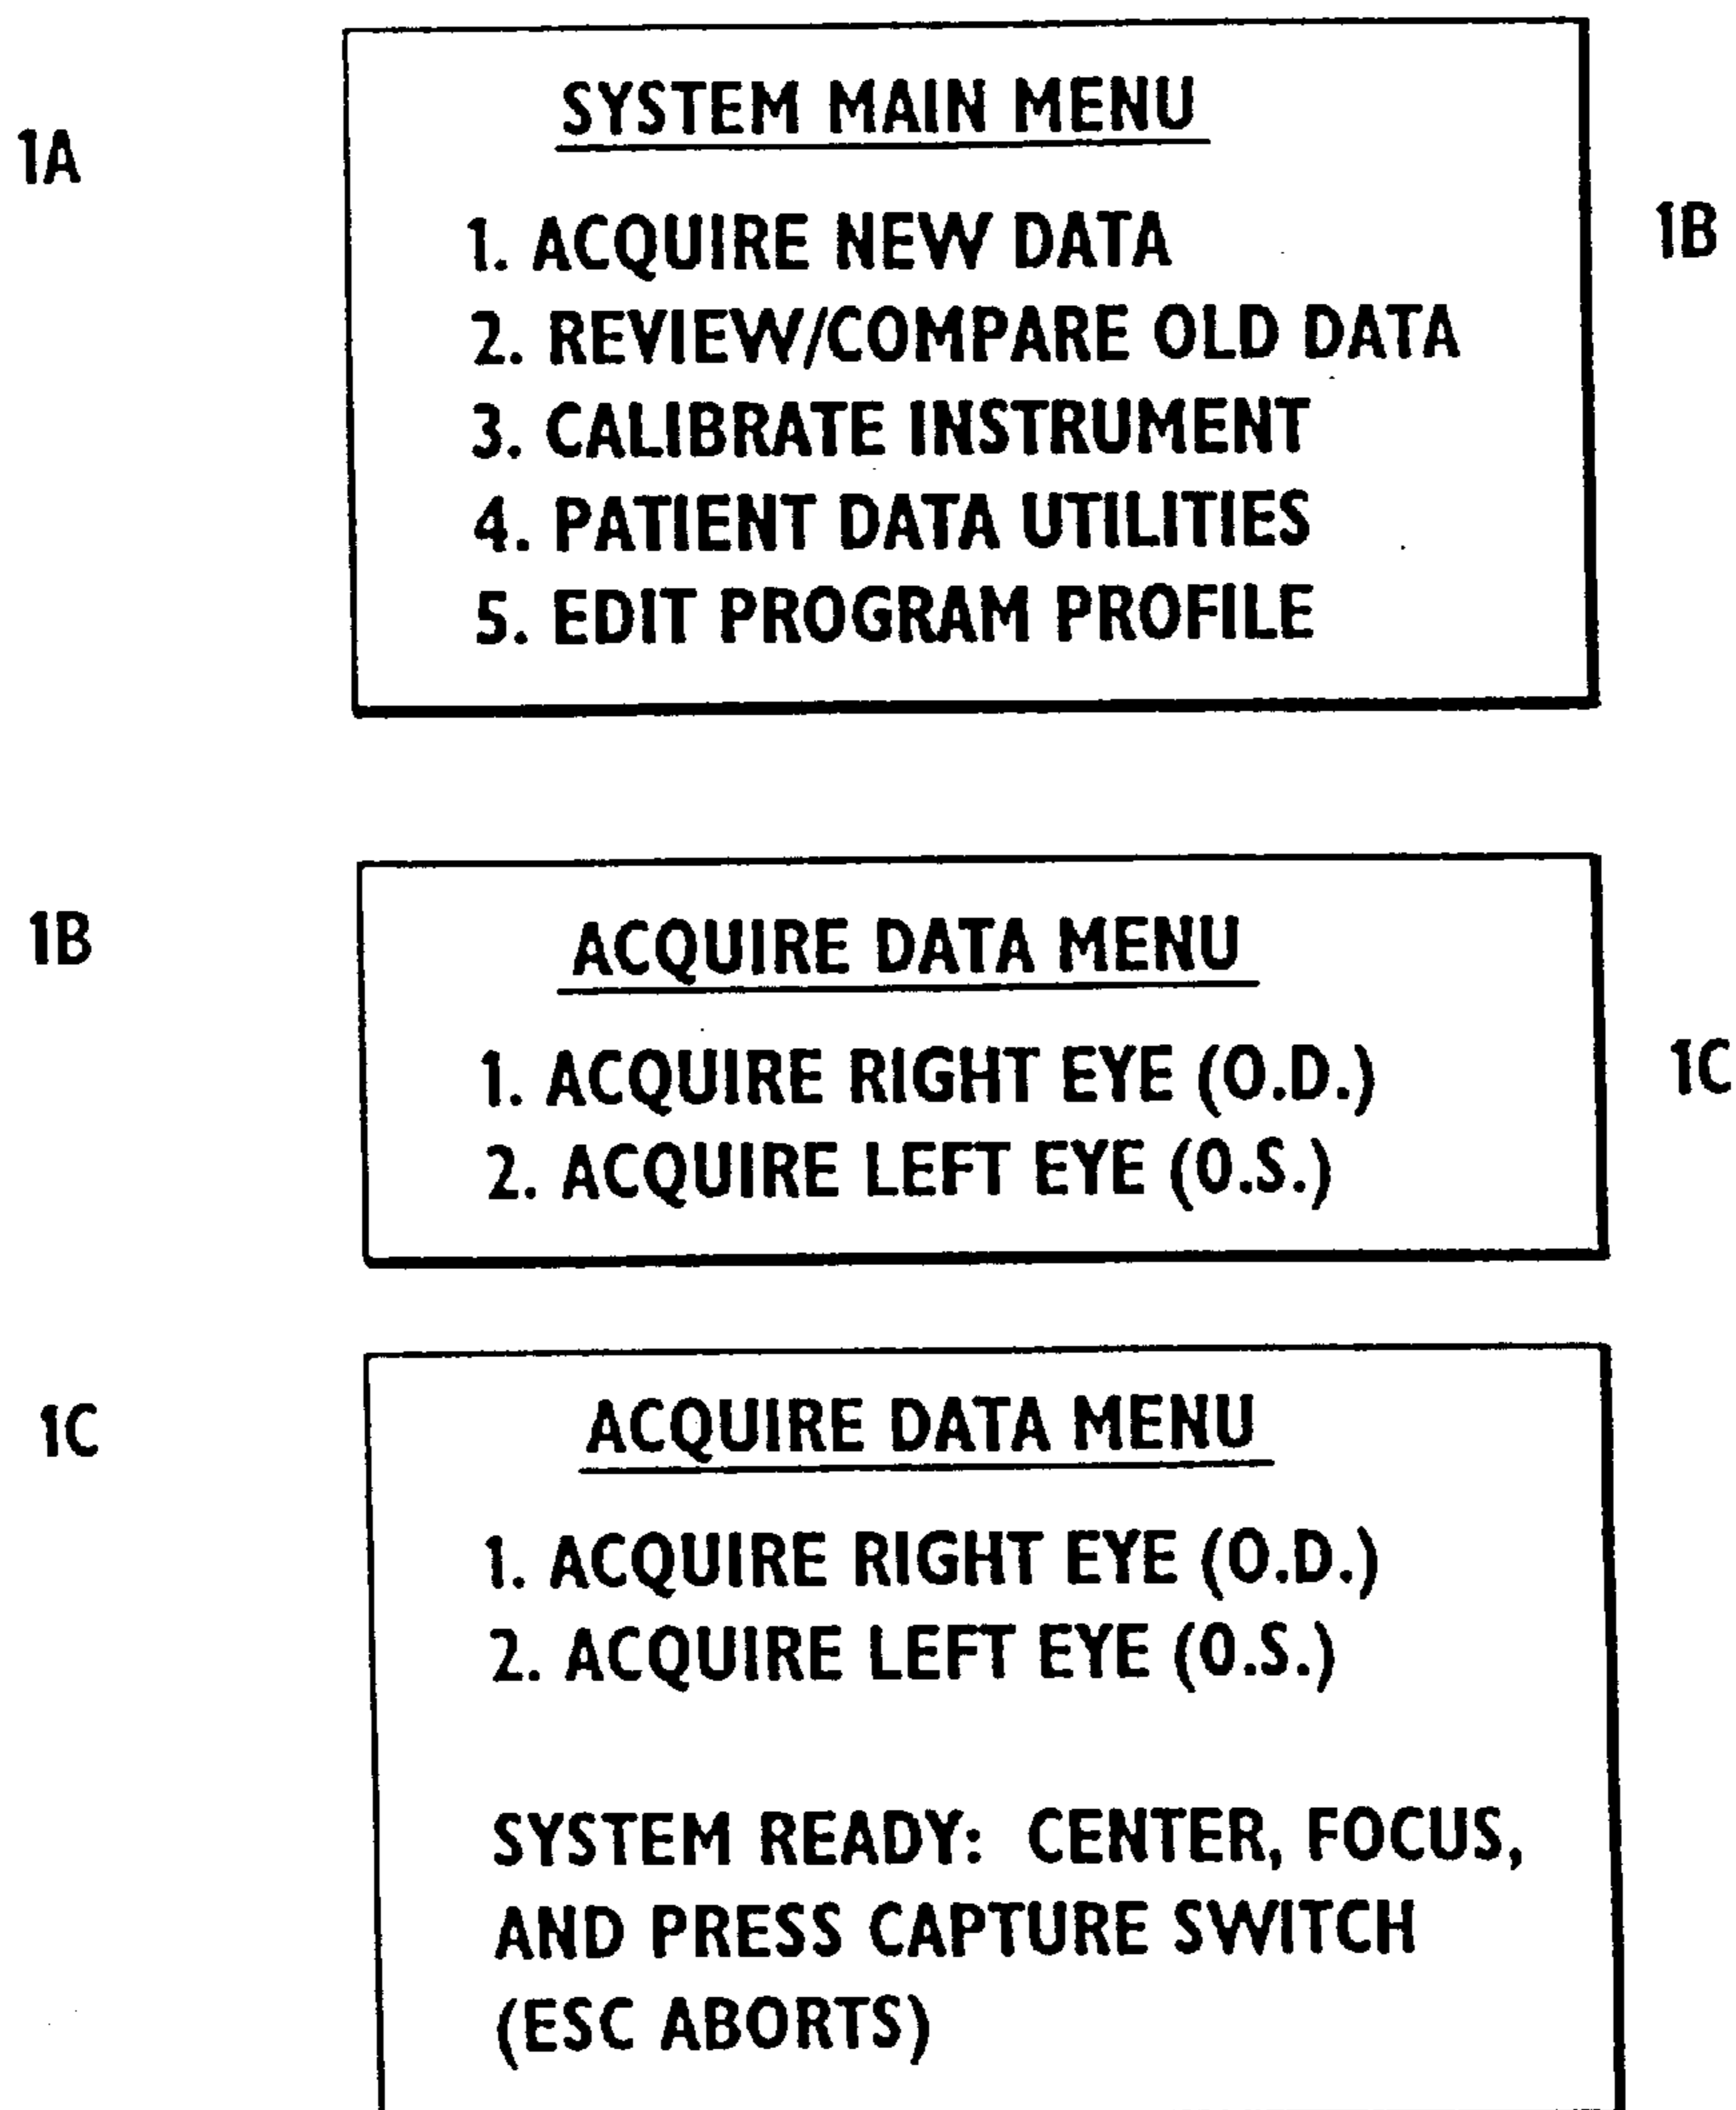 1A
SYSTEM MAIN MENU
1. ACQUIRE NEW DATA
1B
2. REVIEW/COMPARE OLD DATA
3. CALIBRATE INSTRUMENT
4. PATIENT DATA UTILITIES
5. EDIT PROGRAM PROFILE
1B
ACQUIRE DATA MENU
1. ACQUIRE RIGHT EYE (O.D.)
1C
2. ACQUIRE LEFT EYE (O.S.)
1C
ACQUIRE DATA MENU
1. ACQUIRE RIGHT EYE (O.D.)
2. ACQUIRE LEFT EYE (O.S.)
SYSTEM READY: CENTER, FOCUS,
AND PRESS CAPTURE SWITCH
(ESC ABORTS)